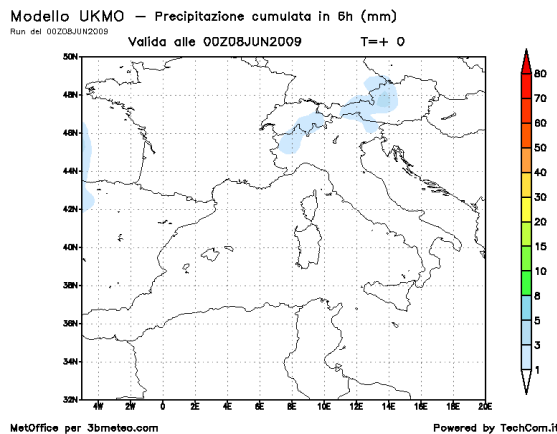 Modello UKMO – Precipitazione cumulata in 6h (mm)
Run del 00Z08JUN2009
Valida alle 00Z08JUN2009 T=+ 0
50N
48N
46N
44N
42N
40N
38N
36N
34N
32N
4W 2W 0 2E 4E 6E 8E 10E 12E 14E 16E 18E 20E
80
70
60
50
40
30
20
15
10
8
5
3
1
MetOffice per 3bmeteo.com
Powered by TechCom.it